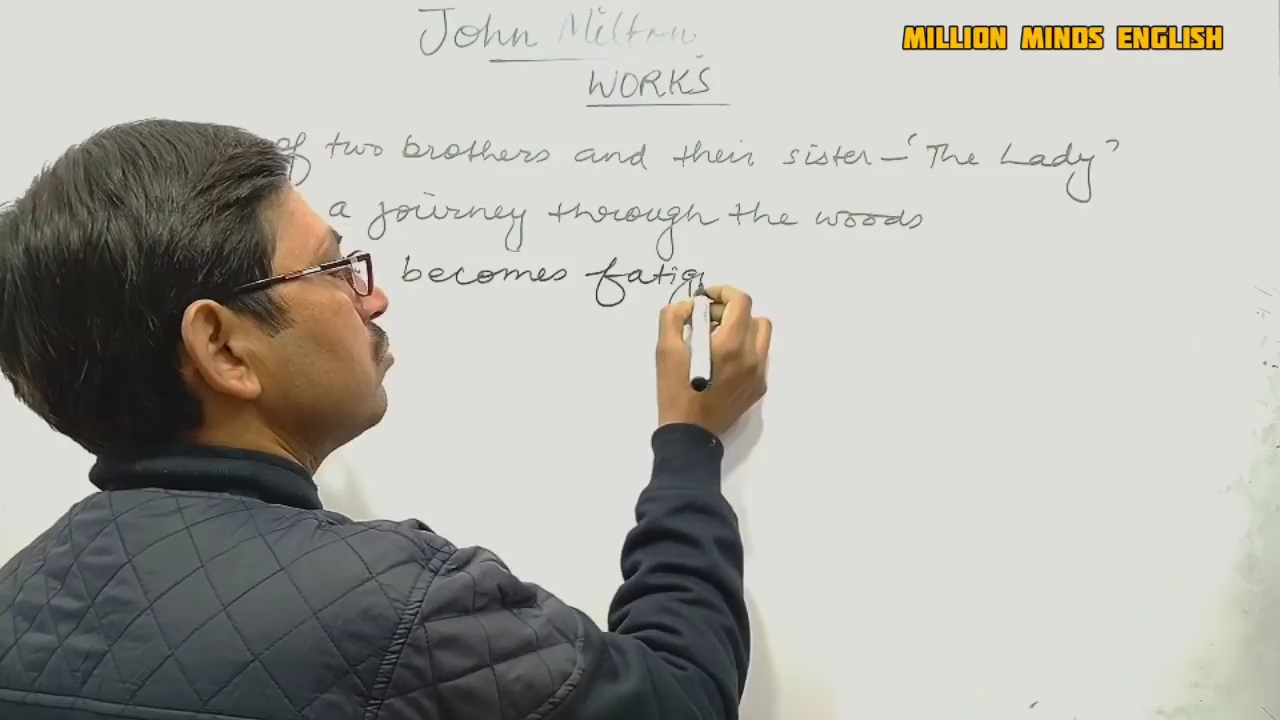 John Milton
MILLION MINDS ENGLISH
WORKS
of two brothers and their sister – 'The Lady'
a journey through the woods
becomes fatig